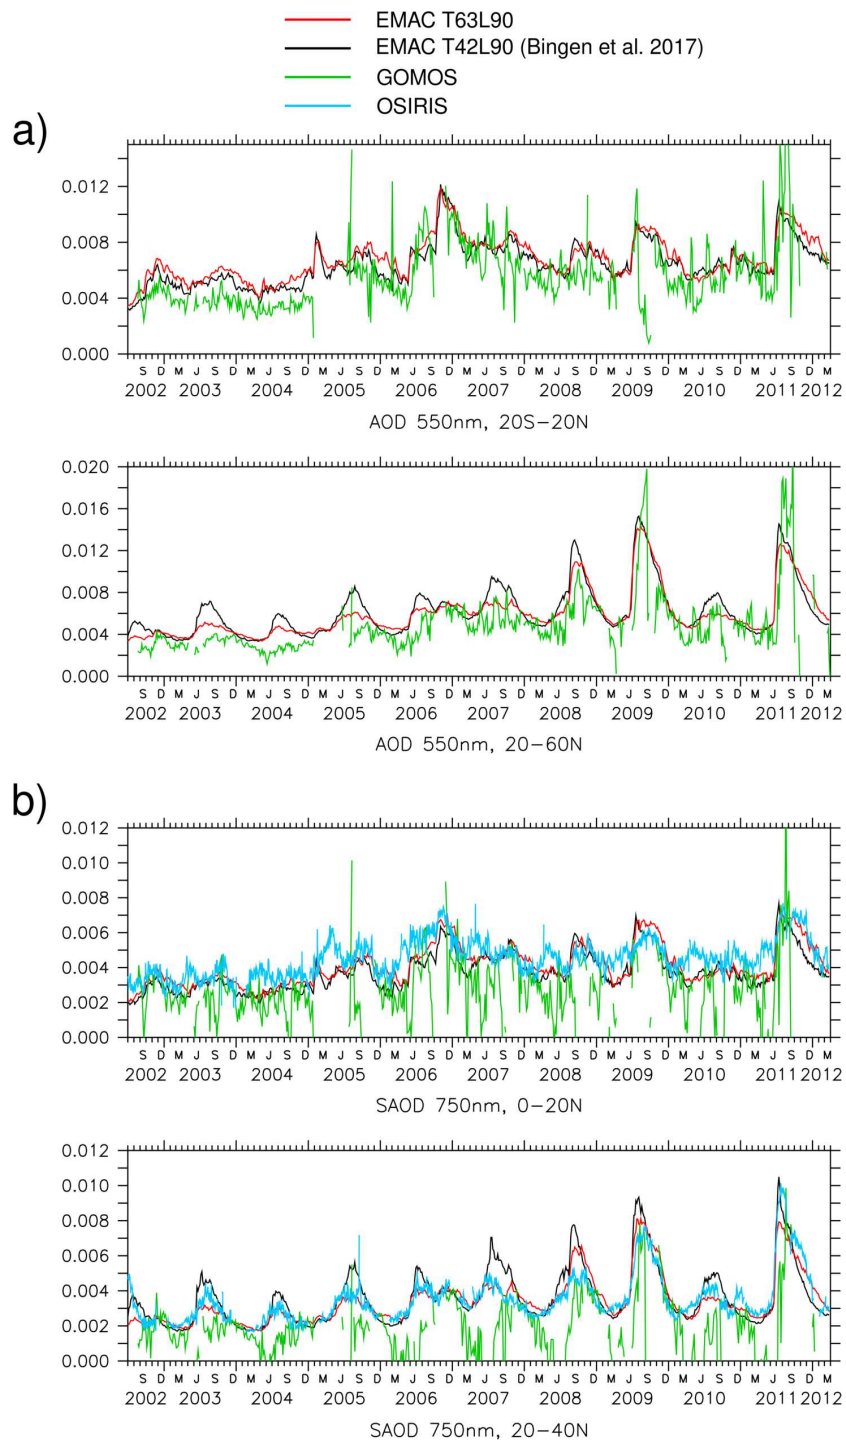 EMAC T63L90
EMAC T42L90 (Bingen et al. 2017)
GOMOS
OSIRIS
a)
0.012
0.008
0.004
0.000
S D M J S D M J S D M J S D M J S D M J S D M J S D M J S D M J S D M J S D M
2002 2003 2004 2005 2006 2007 2008 2009 2010 2011 2012
AOD 550nm, 20S–20N
0.020
0.016
0.012
0.008
0.004
0.000
S D M J S D M J S D M J S D M J S D M J S D M J S D M J S D M J S D M J S D M
2002 2003 2004 2005 2006 2007 2008 2009 2010 2011 2012
AOD 550nm, 20–60N
b)
0.012
0.010
0.008
0.006
0.004
0.002
0.000
S D M J S D M J S D M J S D M J S D M J S D M J S D M J S D M J S D M J S D M
2002 2003 2004 2005 2006 2007 2008 2009 2010 2011 2012
SAOD 750nm, 0–20N
0.012
0.010
0.008
0.006
0.004
0.002
0.000
S D M J S D M J S D M J S D M J S D M J S D M J S D M J S D M J S D M J S D M
2002 2003 2004 2005 2006 2007 2008 2009 2010 2011 2012
SAOD 750nm, 20–40N